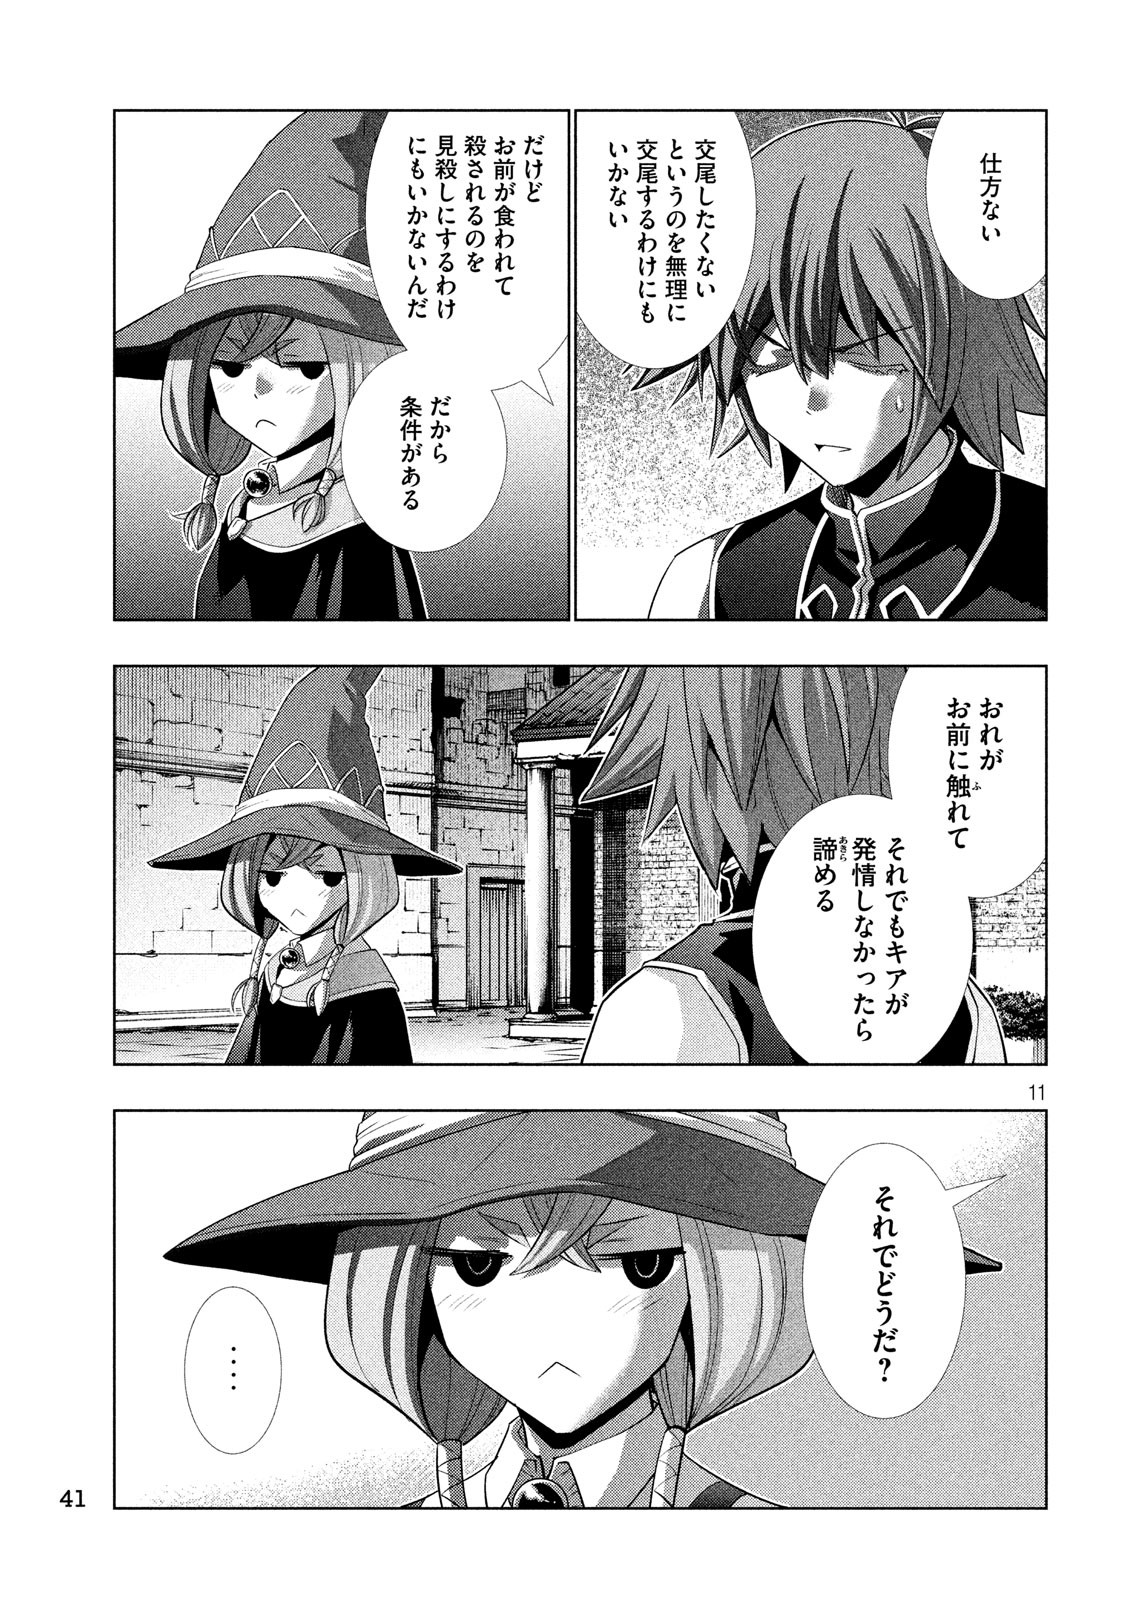 仕方ない
交尾したくない
というのを無理に
交尾するわけにも
いかない
だけど
お前が食われて
殺されるのを
見殺しにするわけ
にもいかないんだ
だから
条件がある
おれが
お前に触れて
ふ
それでもキアが
発情しなかったら
諦める
あきら
11
それでどうだ？
‥‥
41